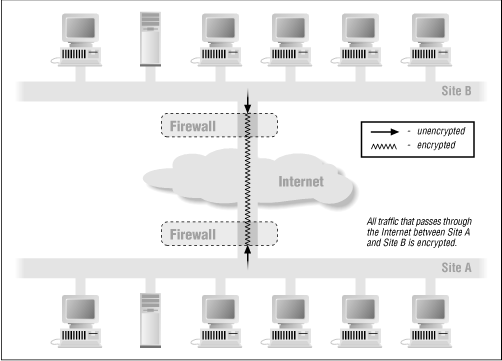 Site B
Firewall
- unencrypted
- encrypted
Internet
Firewall
All traffic that passes through
the Internet between Site A
and Site B is encrypted.
Site A